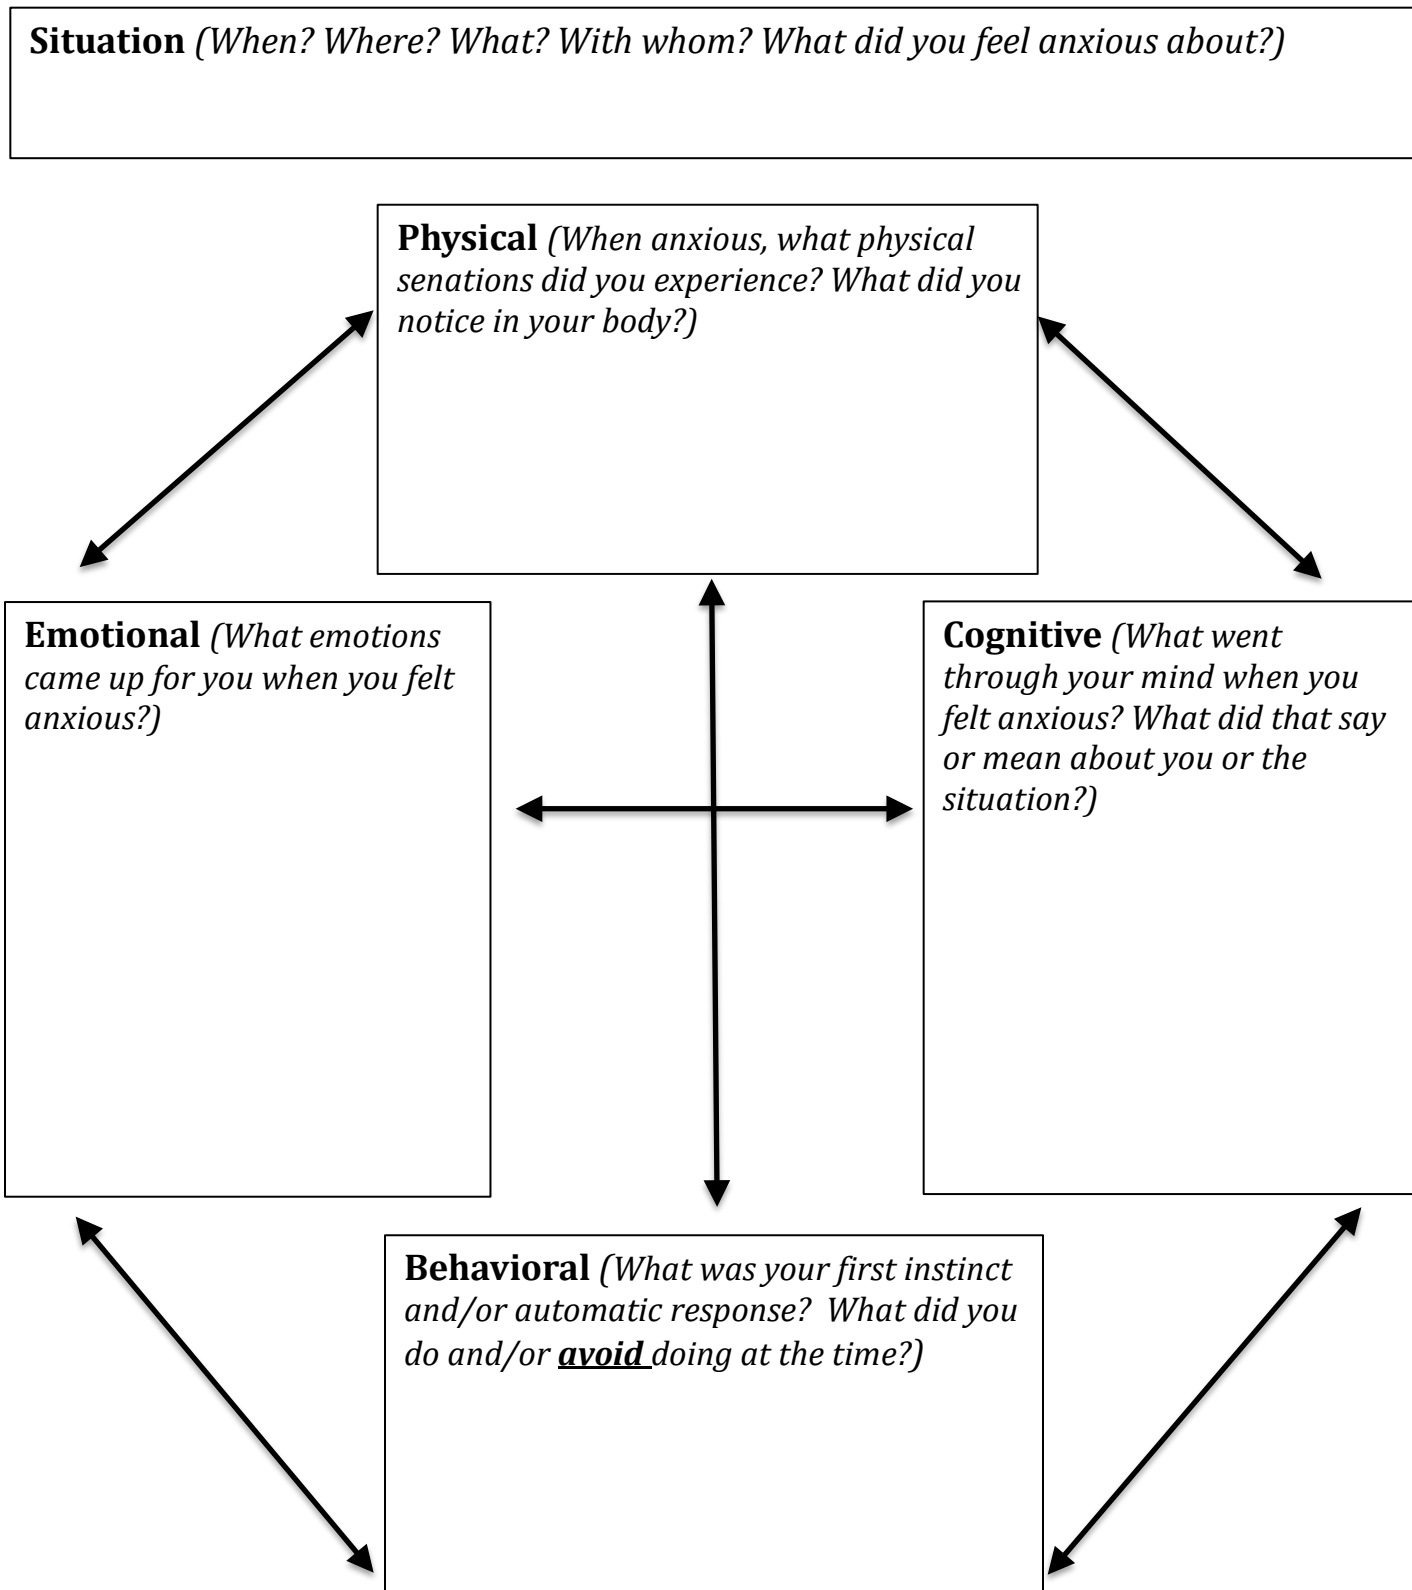 Situation (When? Where? What? With whom? What did you feel anxious about?)
Physical (When anxious, what physical
senations did you experience? What did you
notice in your body?)
Emotional (What emotions
came up for you when you felt
anxious?)
Cognitive (What went
through your mind when you
felt anxious? What did that say
or mean about you or the
situation?)
Behavioral (What was your first instinct
and/or automatic response?  What did you
do and/or avoid doing at the time?)